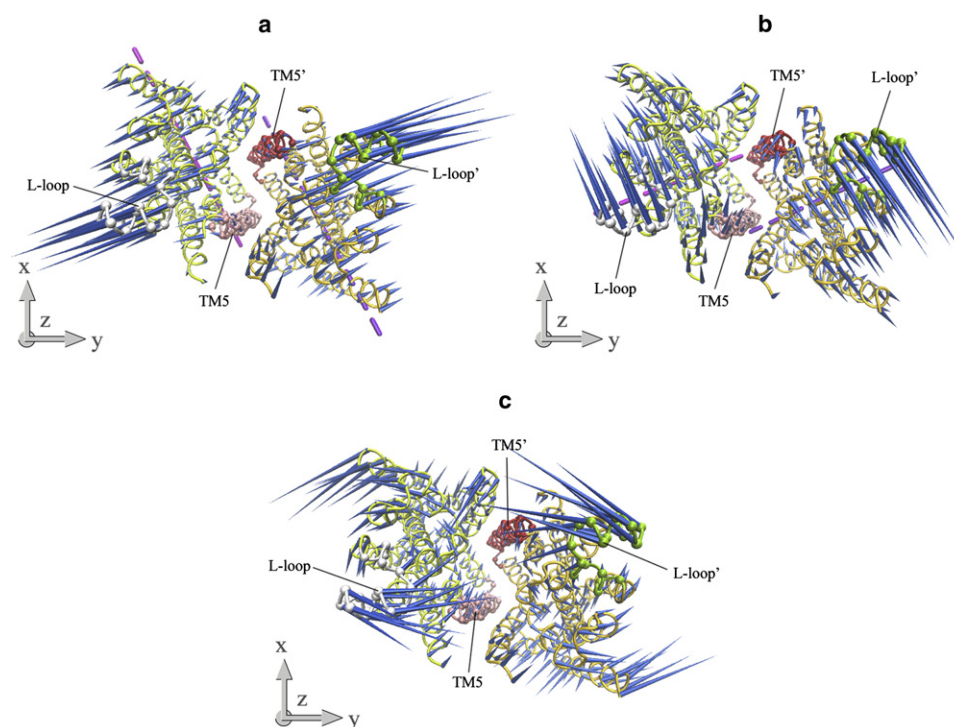 a
TM5’
L-loop
L-loop’
TM5
x
z
y
b
TM5’
L-loop’
L-loop
TM5
x
z
y
c
TM5’
L-loop
L-loop’
TM5
x
z
y